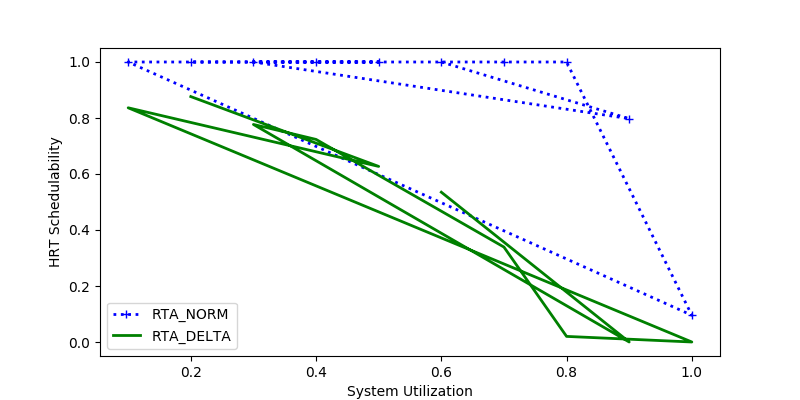 1.0
0.8
0.6
0.4
0.2
0.0
HRT Schedulability
RTA_NORM
RTA_DELTA
0.2 0.4 0.6 0.8 1.0
System Utilization